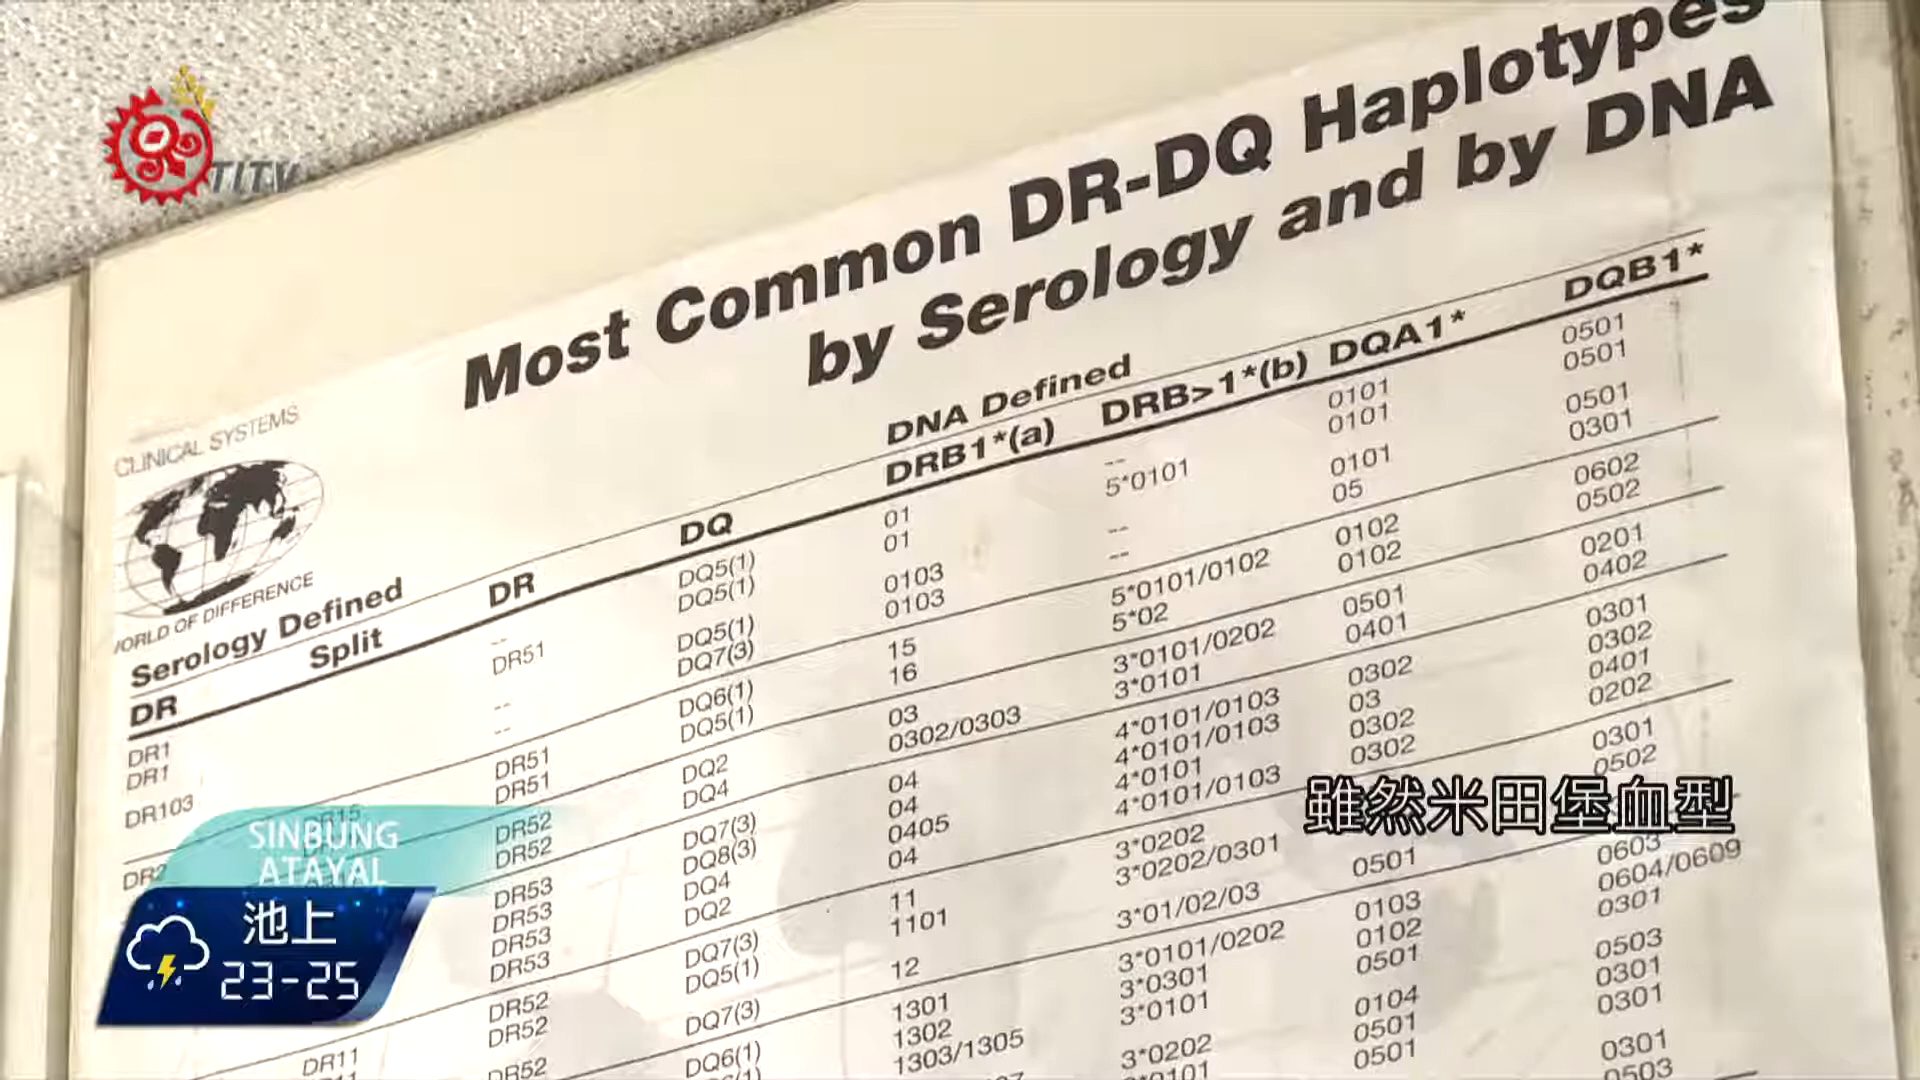 TITV
Most Common DR-DQ Haplotypes
by Serology and by DNA
CLINICAL SYSTEMS
WORLD OF DIFFERENCE
Serology Defined
DNA Defined
DR Split DR DQ DRB1*(a) DRB>1*(b) DQA1* DQB1*
DR1 -- DQ5(1) 01 -- 0101 0501
DR1 DR51 DQ5(1) 01 5*0101 0101 0501
DR103 -- DQ5(1) 0103 -- 0101 0501
-- DQ7(3) 0103 -- 05 0301
DR2 DR15 DR51 DQ6(1) 15 5*0101/0102 0102 0602
DR51 DQ5(1) 16 5*02 0102 0502
DR52 DQ2 03 3*0101/0202 0501 0201
DR52 DQ4 0302/0303 3*0101 0401 0402
DR53 DQ7(3) 04 4*0101/0103 0302 0301
DR53 DQ8(3) 04 4*0101/0103 03 0302
DR53 DQ4 0405 4*0101 0302 0401
DR53 DQ2 04 4*0101/0103 0302 0202
DR52 DQ7(3) 11 3*0202 0301
DR52 DQ5(1) 1101 3*0202/0301 0502
DR11 DR52 DQ7(3) 12 3*01/02/03 0501
DQ6(1) 1301 3*0101/0202 0103 0603
1302 3*0301 0102 0604/0609
1303/1305 3*0101 0501 0301
3*0202 0104 0503
3*0101 0501 0301
0501 0301
0301
0503
雖然米田堡血型
SINBUNG
ATAYAL
池上
23-25